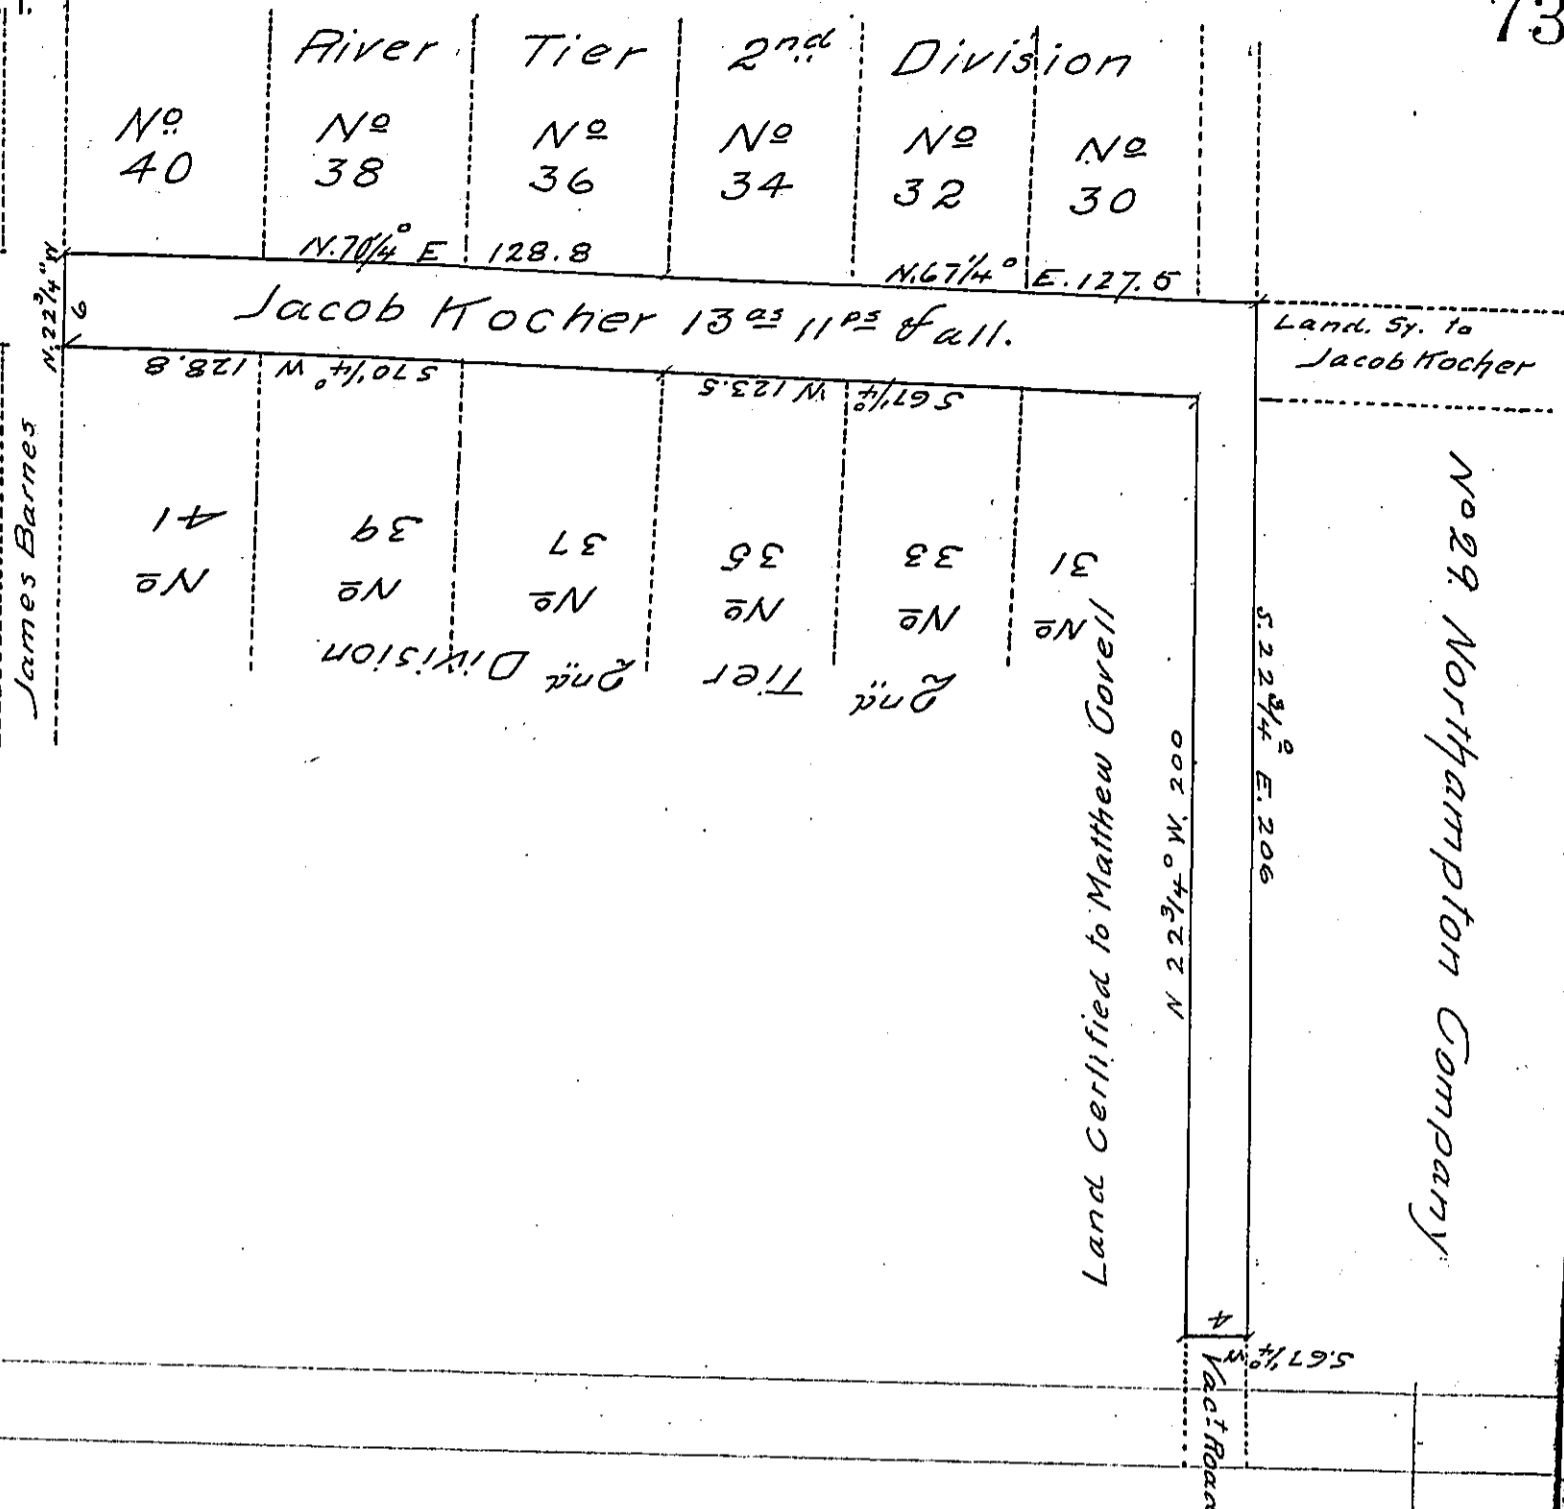 73
River Tier 2nd Division
No 40
No 38
No 36
No 34
No 32
No 30
N.70¼° E 128.8
N.67¼° E. 127.5
N. 22¾° W
6
Jacob Kocher 13as 11ps & all.
Land. Sy. to
Jacob Kocher
S70¼° W 128.8
S 67¼° W 123.5
James Barnes
No 41
No 39
No 37
No 35
No 33
No 31
2nd Tier 2nd Division
Land Certified to Matthew Covell
N 22¾° W. 200
S. 22¾° E. 206
No 29 Northampton Company
4
S.67¼° W
Vact Road